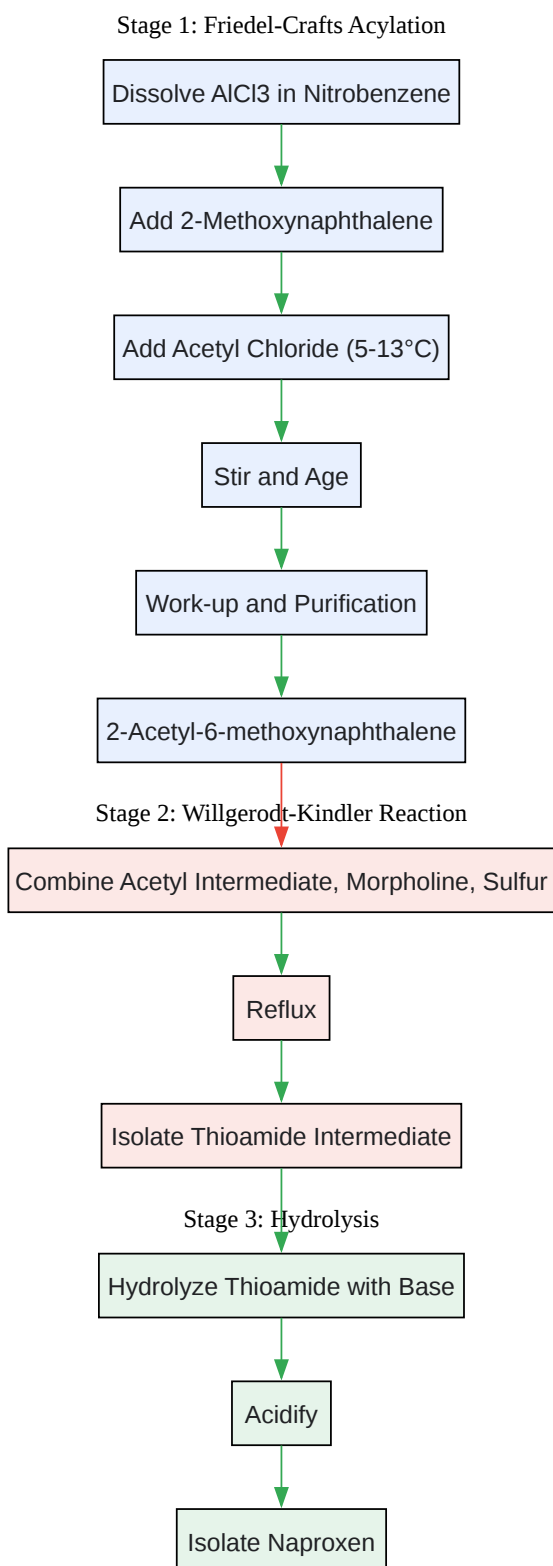 Stage 1: Friedel-Crafts Acylation
Dissolve AlCl3 in Nitrobenzene
Add 2-Methoxynaphthalene
Add Acetyl Chloride (5-13°C)
Stir and Age
Work-up and Purification
2-Acetyl-6-methoxynaphthalene
Stage 2: Willgerodt-Kindler Reaction
Combine Acetyl Intermediate, Morpholine, Sulfur
Reflux
Isolate Thioamide Intermediate
Stage 3: Hydrolysis
Hydrolyze Thioamide with Base
Acidify
Isolate Naproxen